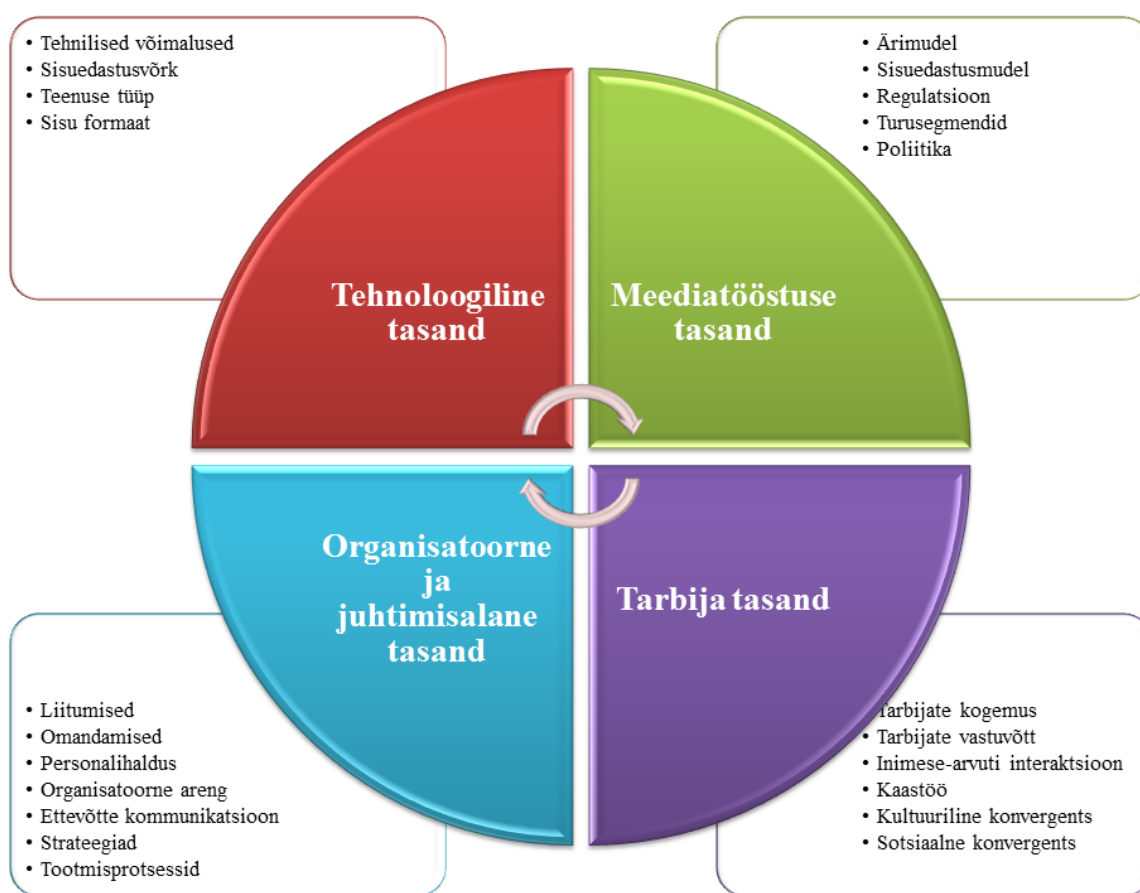 • Tehnilised võimalused
• Sisuedastusvõrk
• Teenuse tüüp
• Sisu formaat
• Ärimudel
• Sisuedastusmudel
• Regulatsioon
• Turusegmendid
• Poliitika
Tehnoloogiline
tasand
Meediatööstuse
tasand
Organisatoorne
ja
juhtimisalane
tasand
Tarbija tasand
• Liitumised
• Omandamised
• Personalihaldus
• Organisatoorne areng
• Ettevõtte kommunikatsioon
• Strateegiad
• Tootmisprotsessid
• Tarbijate kogemus
• Tarbijate vastuvõtt
• Inimese-arvuti interaktsioon
• Kaastöö
• Kultuuriline konvergents
• Sotsiaalne konvergents